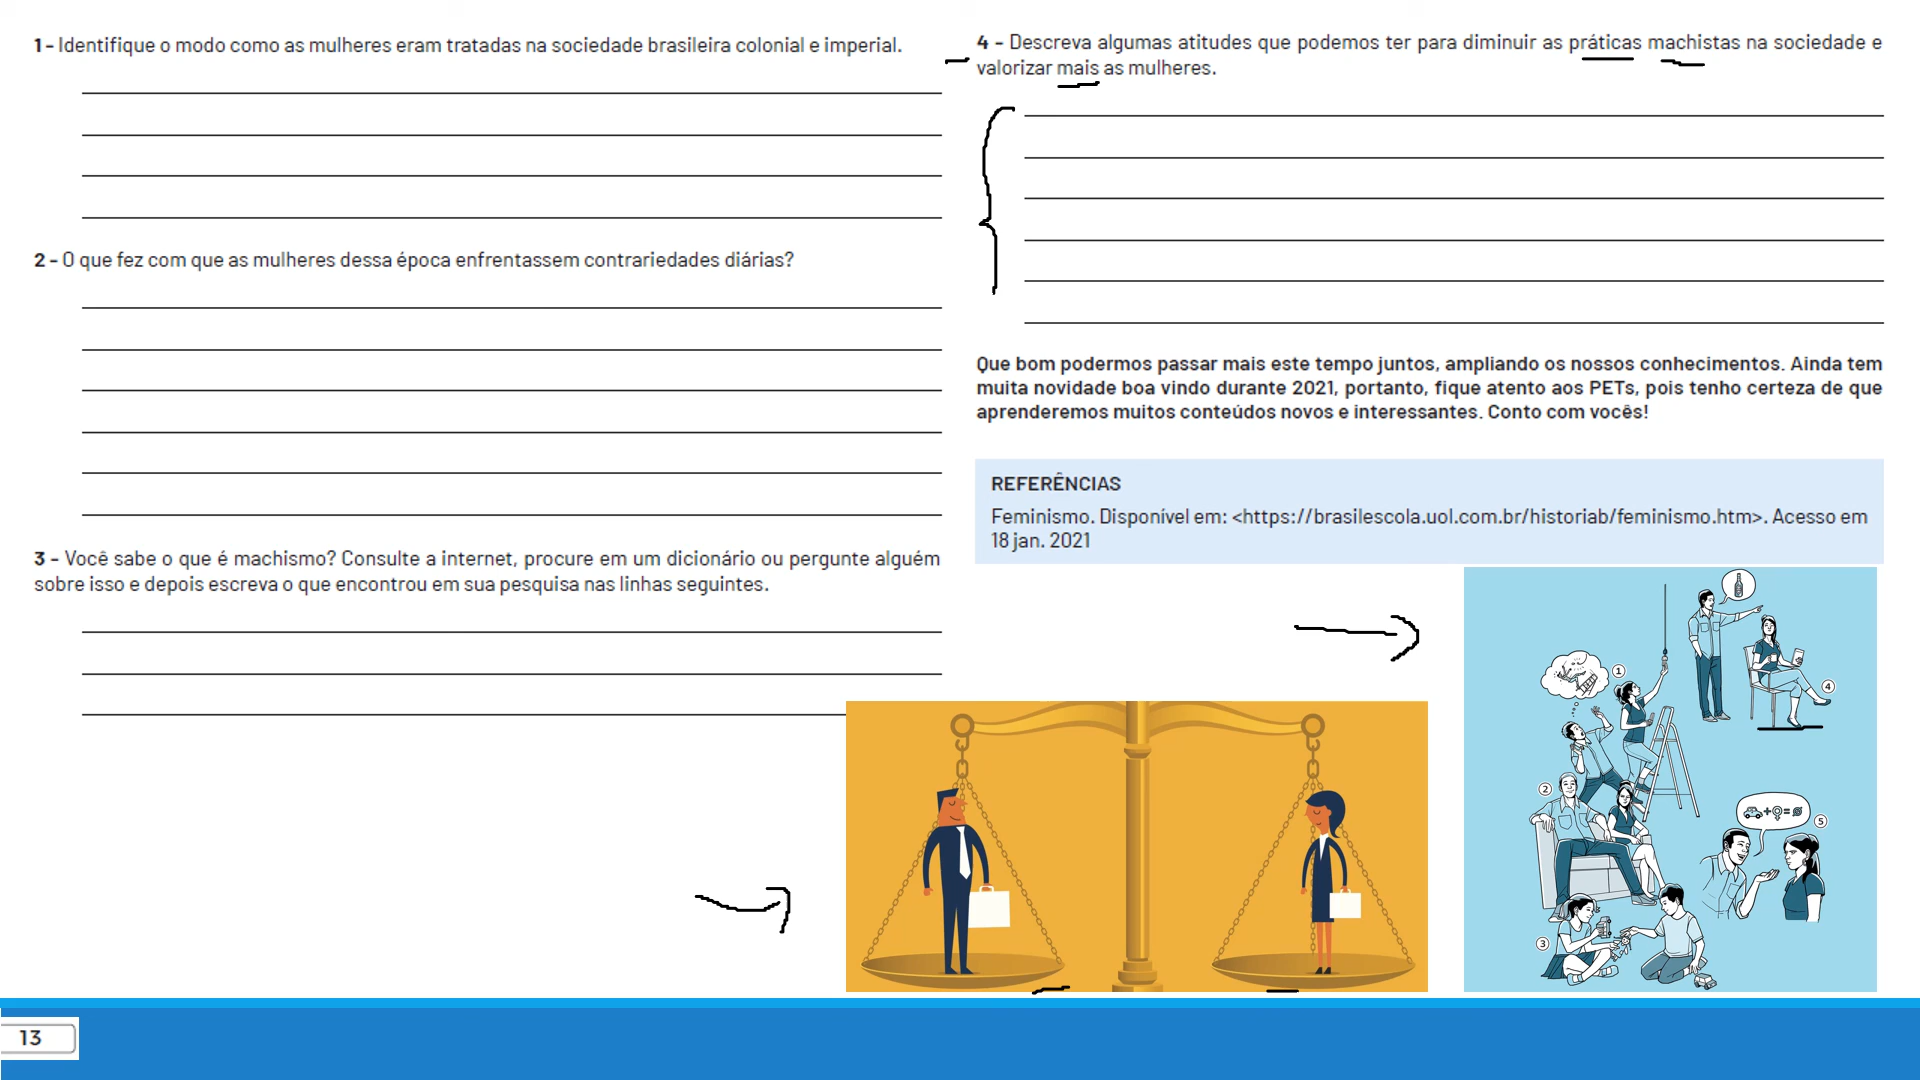 1 - Identifique o modo como as mulheres eram tratadas na sociedade brasileira colonial e imperial.
2 - O que fez com que as mulheres dessa época enfrentassem contrariedades diárias?
3 - Você sabe o que é machismo? Consulte a internet, procure em um dicionário ou pergunte alguém
sobre isso e depois escreva o que encontrou em sua pesquisa nas linhas seguintes.
4 - Descreva algumas atitudes que podemos ter para diminuir as práticas machistas na sociedade e
valorizar mais as mulheres.
Que bom podermos passar mais este tempo juntos, ampliando os nossos conhecimentos. Ainda tem
muita novidade boa vindo durante 2021, portanto, fique atento aos PETs, pois tenho certeza de que
aprenderemos muitos conteúdos novos e interessantes. Conto com vocês!
REFERÊNCIAS
Feminismo. Disponível em: <https://brasilescola.uol.com.br/historiab/feminismo.htm>. Acesso em
18 jan. 2021
1
4
2
5
3
13